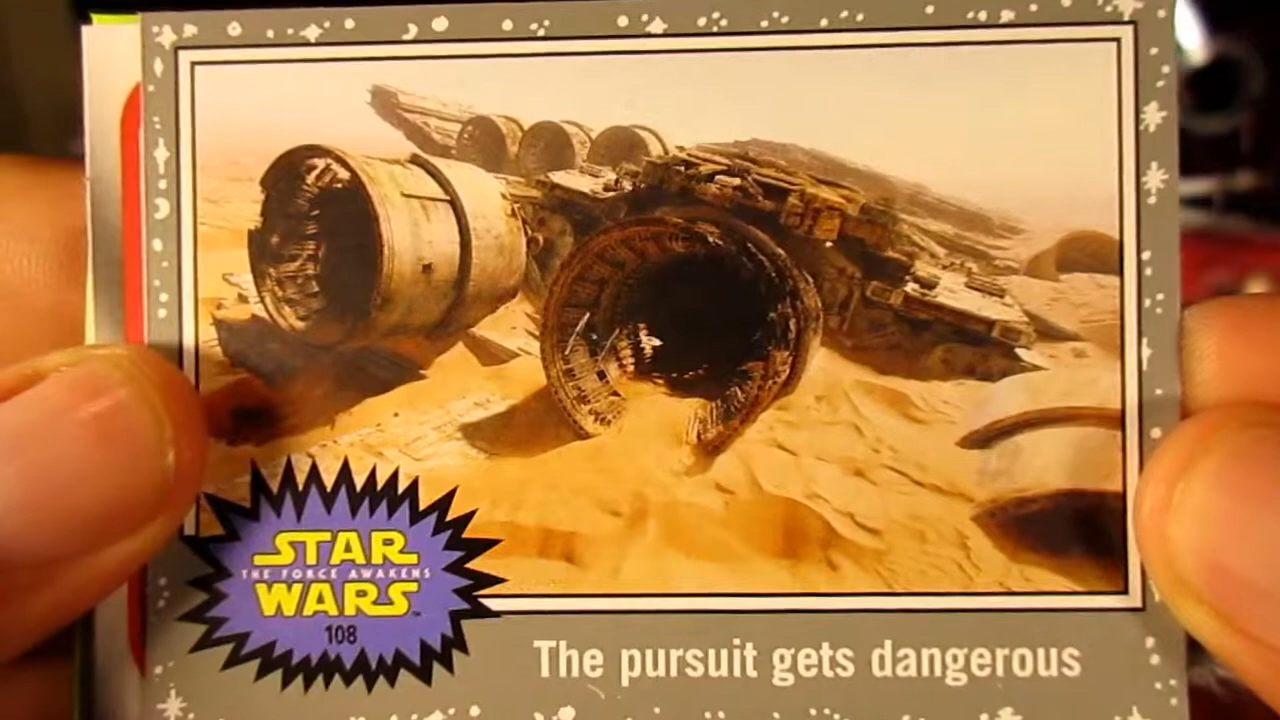 STAR
THE FORCE AWAKENS
WARS
108
The pursuit gets dangerous